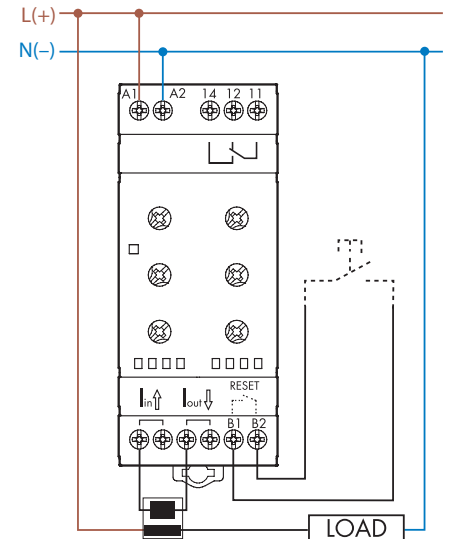 L(+)
N(−)
A1 A2 14 12 11
Iin Iout RESET
B1 B2
LOAD